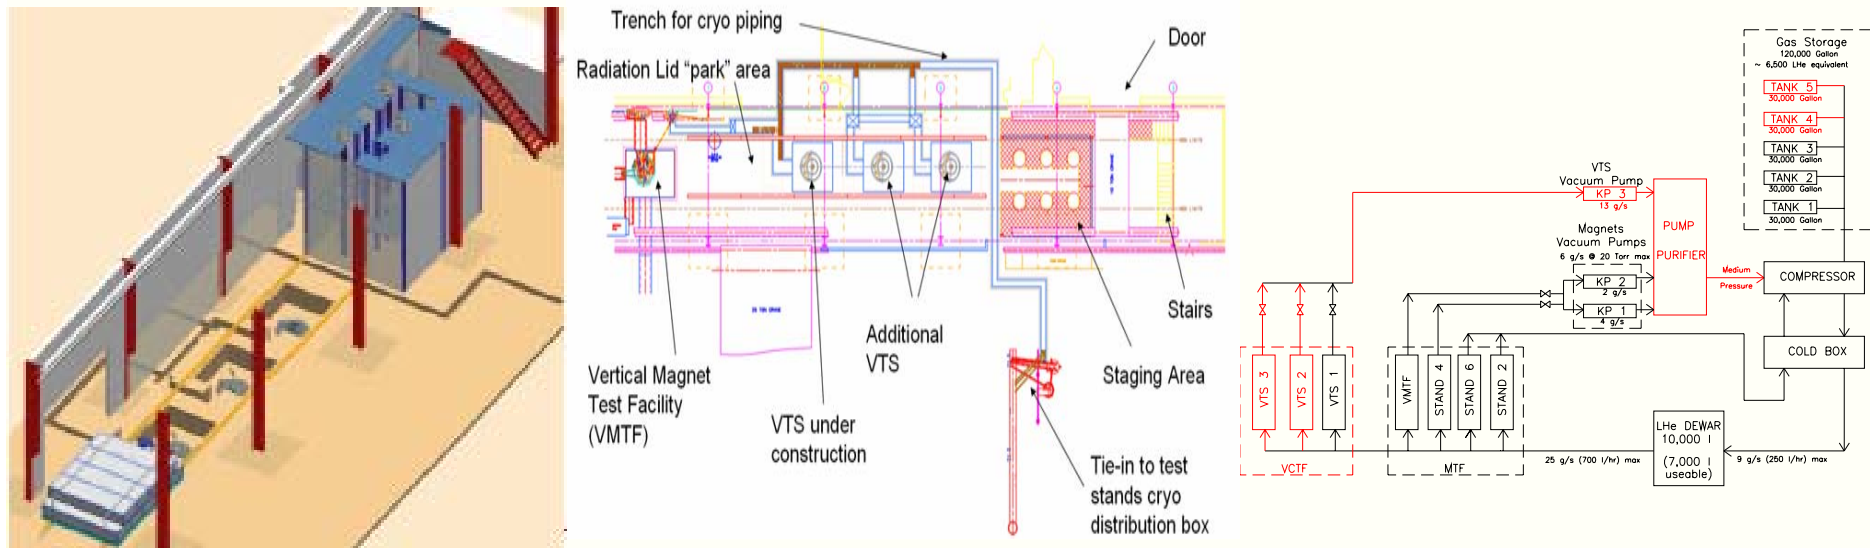 Trench for cryo piping
Door
Radiation Lid “park” area
Additional
VTS
Stairs
Vertical Magnet
Test Facility
(VMTF)
VTS under
construction
Staging Area
Tie-in to test
stands cryo
distribution box
Gas Storage
120,000 Gallon
~ 6,500 LHe equivalent
TANK 5
30,000 Gallon
TANK 4
30,000 Gallon
TANK 3
30,000 Gallon
TANK 2
30,000 Gallon
TANK 1
30,000 Gallon
VTS
Vacuum Pump
KP 3
13 g/s
PUMP
PURIFIER
Magnets
Vacuum Pumps
6 g/s @ 20 Torr max
KP 2
2 g/s
KP 1
4 g/s
Medium
Pressure
COMPRESSOR
COLD BOX
VTS 3
VTS 2
VTS 1
VMTF
STAND 4
STAND 6
STAND 2
VCTF
MTF
25 g/s (700 l/hr) max
LHe DEWAR
10,000 l
(7,000 l
useable)
9 g/s (250 l/hr) max